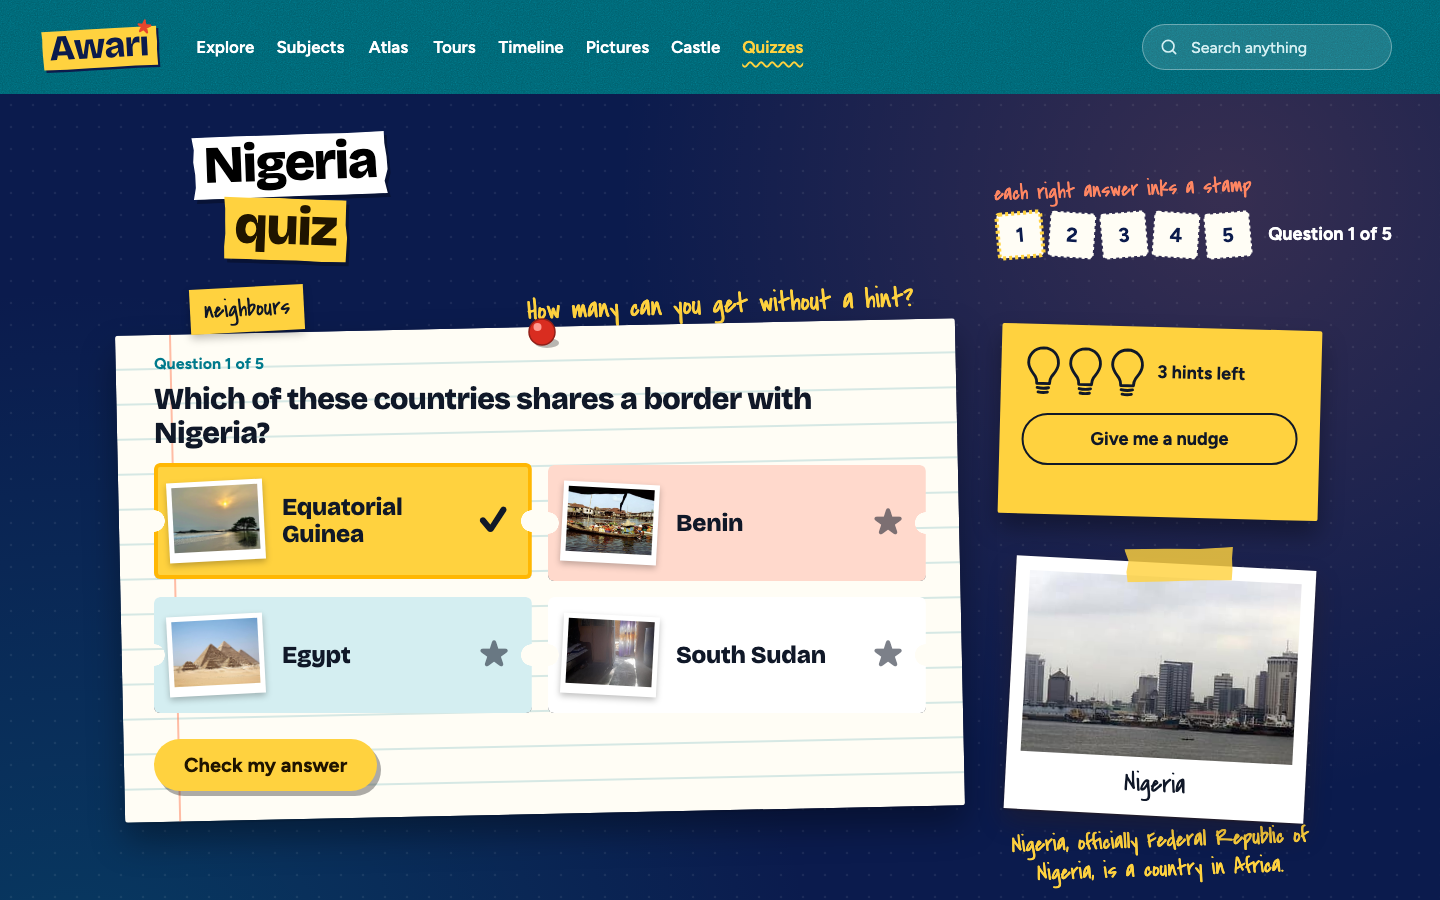 Awari
Explore Subjects Atlas Tours Timeline Pictures Castle Quizzes
Search anything
Nigeria
quiz
each right answer inks a stamp
1 2 3 4 5 Question 1 of 5
neighbours
How many can you get without a hint?
Question 1 of 5
Which of these countries shares a border with
Nigeria?
Equatorial
Guinea
Benin
Egypt
South Sudan
Check my answer
3 hints left
Give me a nudge
Nigeria
Nigeria, officially Federal Republic of
Nigeria, is a country in Africa.